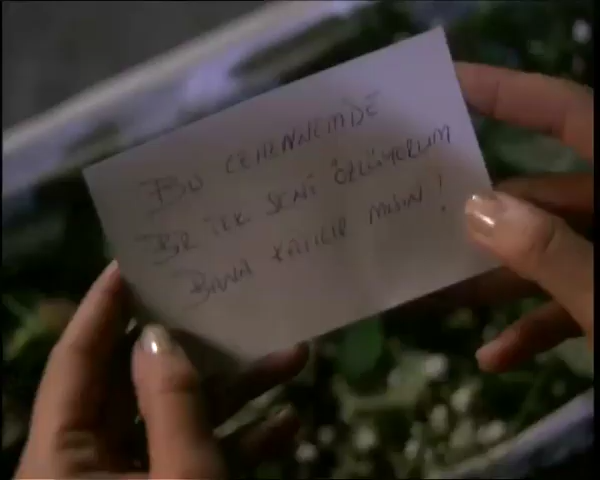 BU CEHENNEMDE
BİR TEK SENİ ÖZLÜYORUM
BANA KATILIR MISIN!